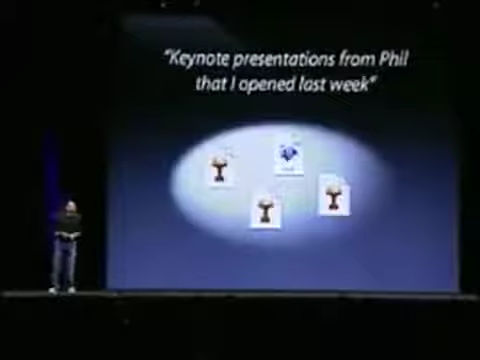 "Keynote presentations from Phil
that I opened last week"